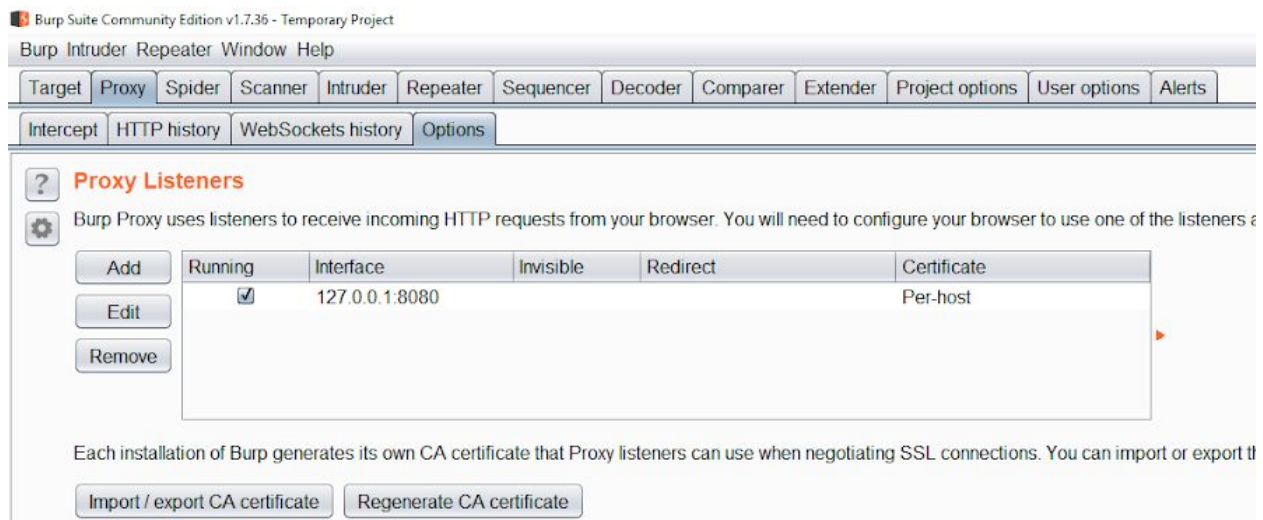 Burp Suite Community Edition v1.7.36 - Temporary Project
Burp Intruder Repeater Window Help
Target Proxy Spider Scanner Intruder Repeater Sequencer Decoder Comparer Extender Project options User options Alerts
Intercept HTTP history WebSockets history Options
? Proxy Listeners
Burp Proxy uses listeners to receive incoming HTTP requests from your browser. You will need to configure your browser to use one of the listeners
Add Running Interface Invisible Redirect Certificate
127.0.0.1:8080 Per-host
Edit
Remove
Each installation of Burp generates its own CA certificate that Proxy listeners can use when negotiating SSL connections. You can import or export
Import / export CA certificate Regenerate CA certificate